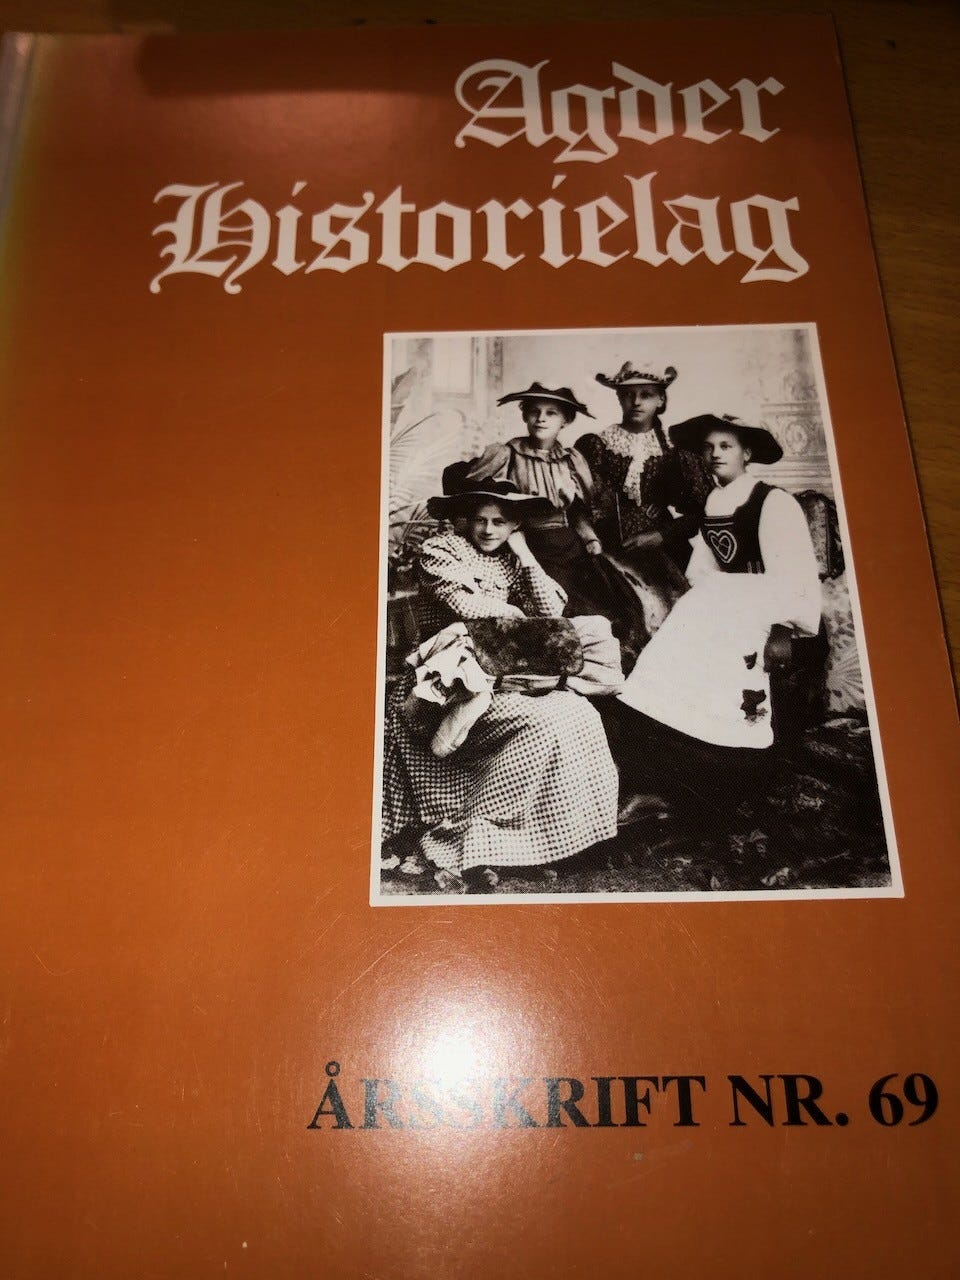 Agder
Historielag
ÅRSSKRIFT NR. 69